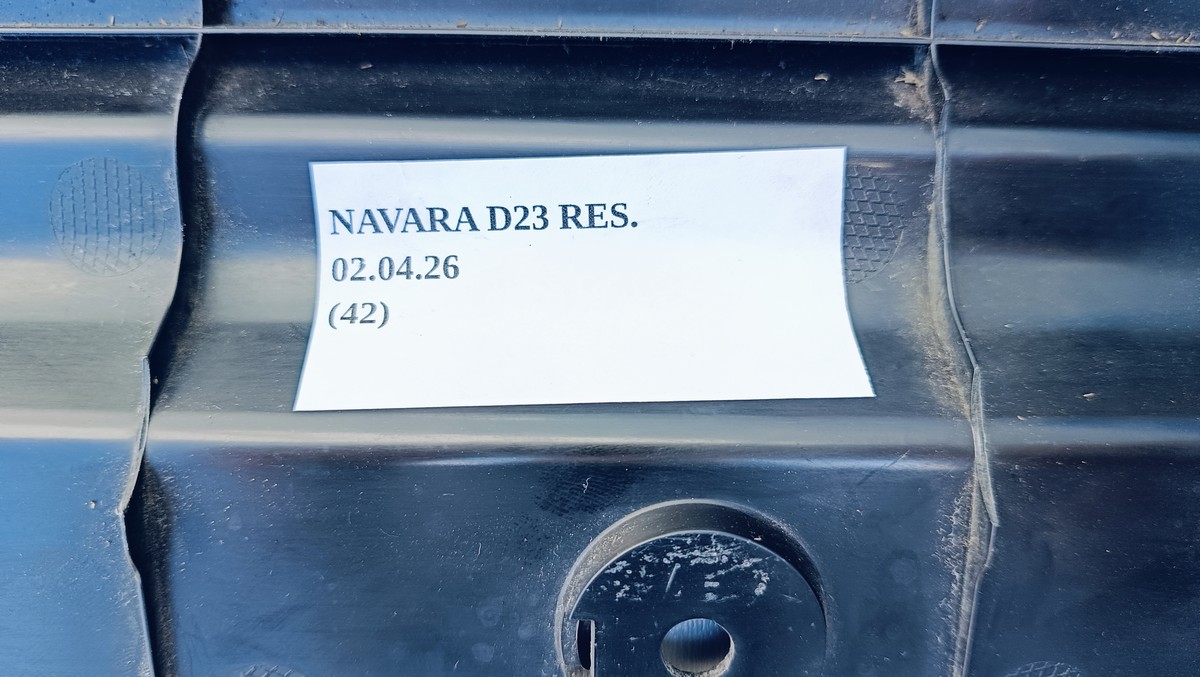 NAVARA D23 RES.
02.04.26
(42)